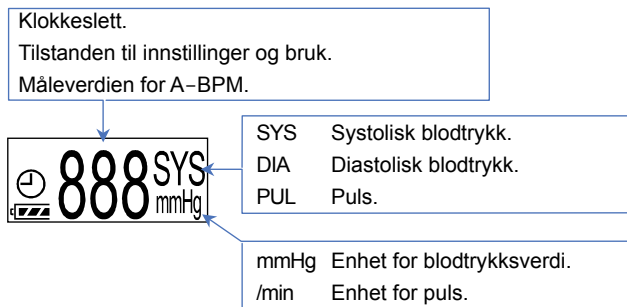 Klokkeslett.
Tilstanden til innstillinger og bruk.
Måleverdien for A–BPM.
888 SYS
mmHg
SYS Systolisk blodtrykk.
DIA Diastolisk blodtrykk.
PUL Puls.
mmHg Enhet for blodtrykksverdi.
/min Enhet for puls.